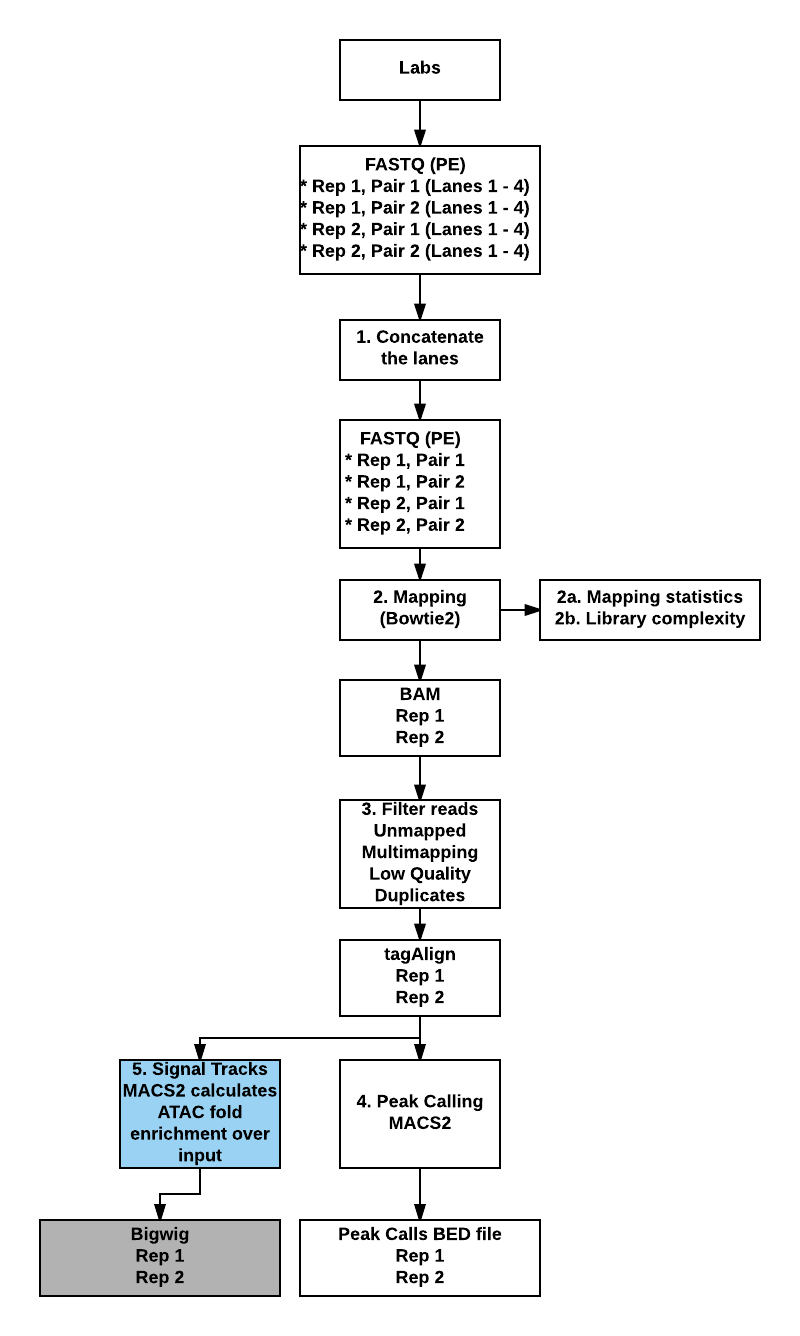 Labs
FASTQ (PE)
* Rep 1, Pair 1 (Lanes 1 - 4)
* Rep 1, Pair 2 (Lanes 1 - 4)
* Rep 2, Pair 1 (Lanes 1 - 4)
* Rep 2, Pair 2 (Lanes 1 - 4)
1. Concatenate
the lanes
FASTQ (PE)
* Rep 1, Pair 1
* Rep 1, Pair 2
* Rep 2, Pair 1
* Rep 2, Pair 2
2. Mapping
(Bowtie2)
2a. Mapping statistics
2b. Library complexity
BAM
Rep 1
Rep 2
3. Filter reads
Unmapped
Multimapping
Low Quality
Duplicates
tagAlign
Rep 1
Rep 2
5. Signal Tracks
MACS2 calculates
ATAC fold
enrichment over
input
4. Peak Calling
MACS2
Bigwig
Rep 1
Rep 2
Peak Calls BED file
Rep 1
Rep 2